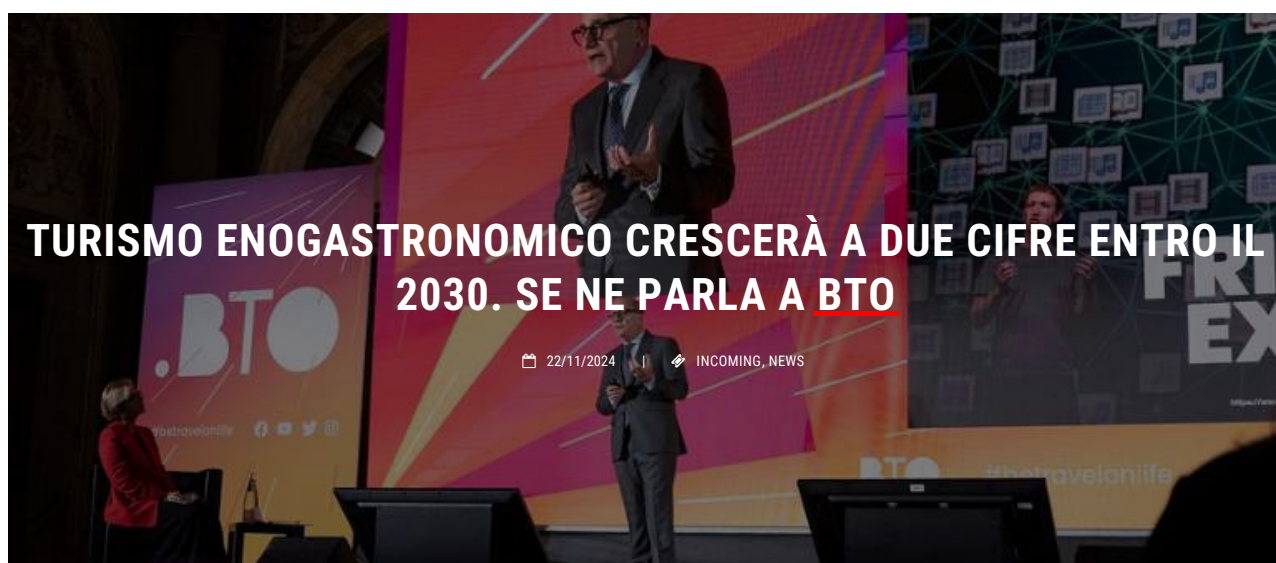 TURISMO ENOGASTRONOMICO CRESCERÀ A DUE CIFRE ENTRO IL
2030. SE NE PARLA A BTO
22/11/2024 | INCOMING, NEWS
.BTO
#betravelonlife
FRI
EX
BTO #betravelonlife